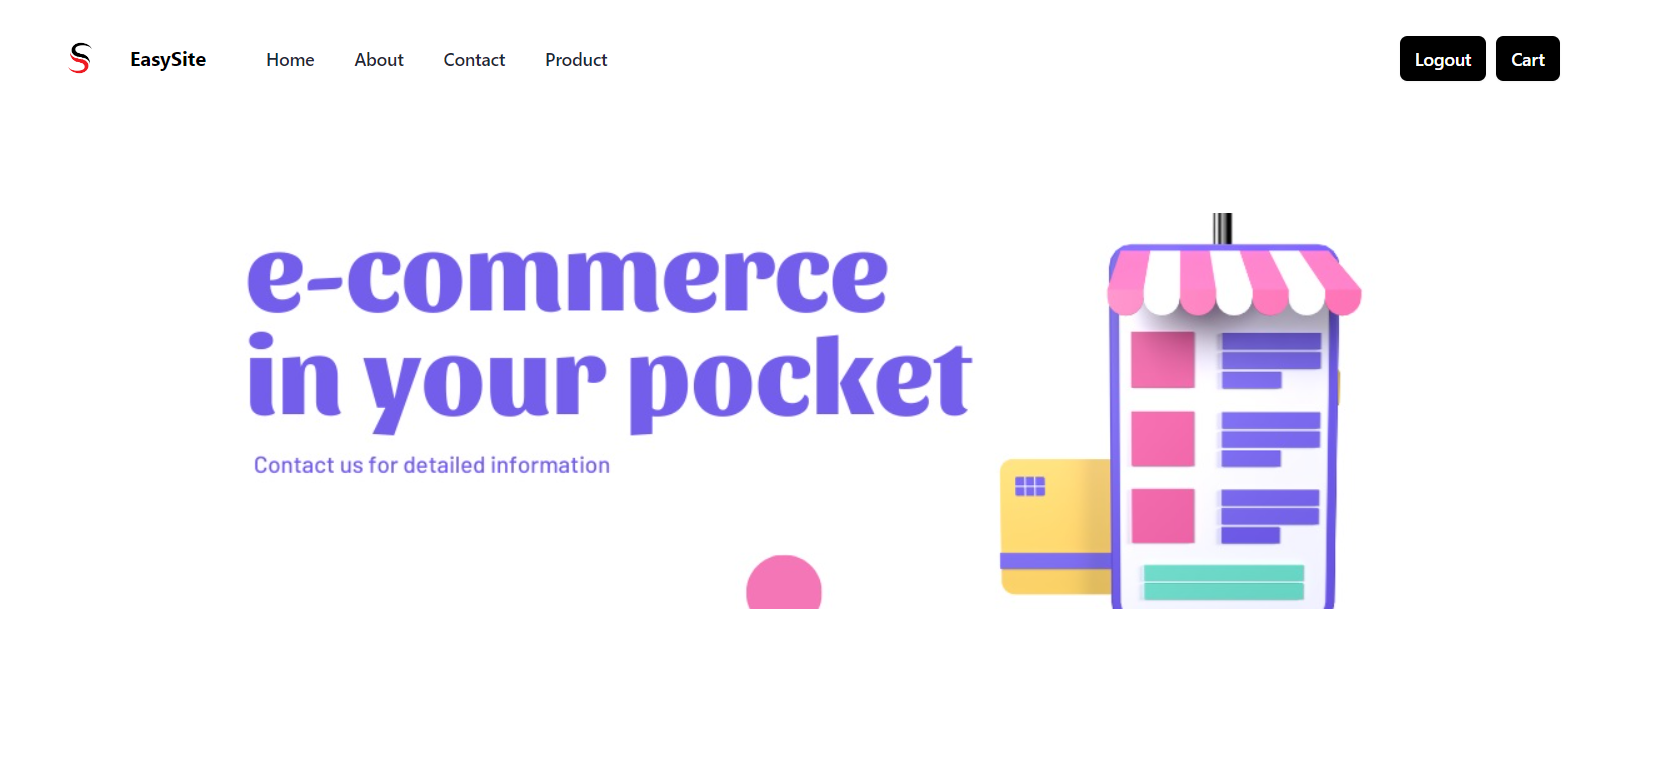 EasySite Home About Contact Product Logout Cart
e-commerce
in your pocket
Contact us for detailed information